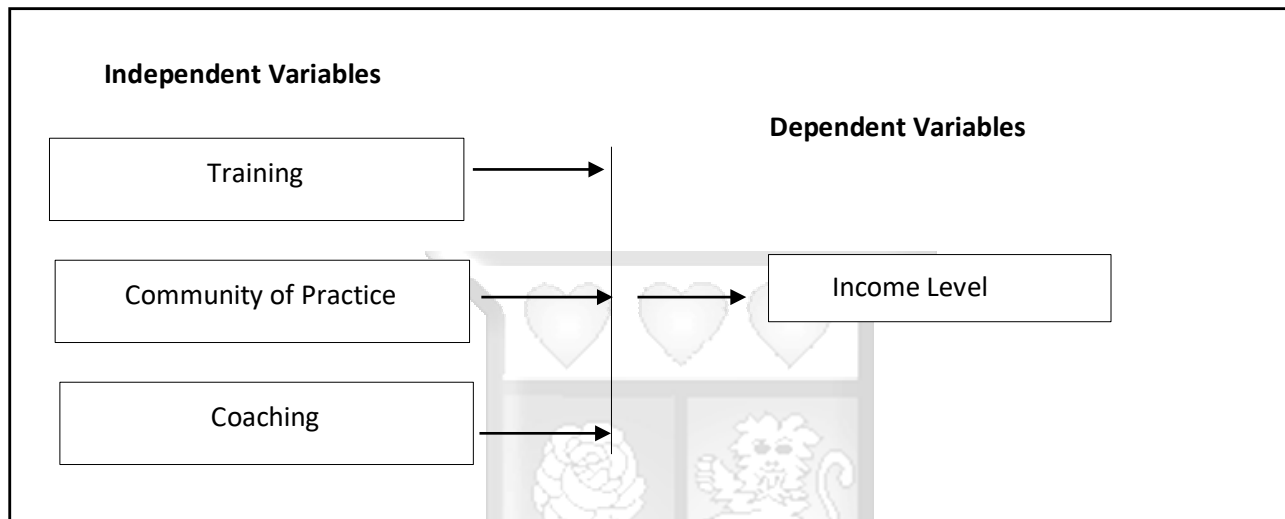 Independent Variables
Dependent Variables
Training
Community of Practice
Income Level
Coaching